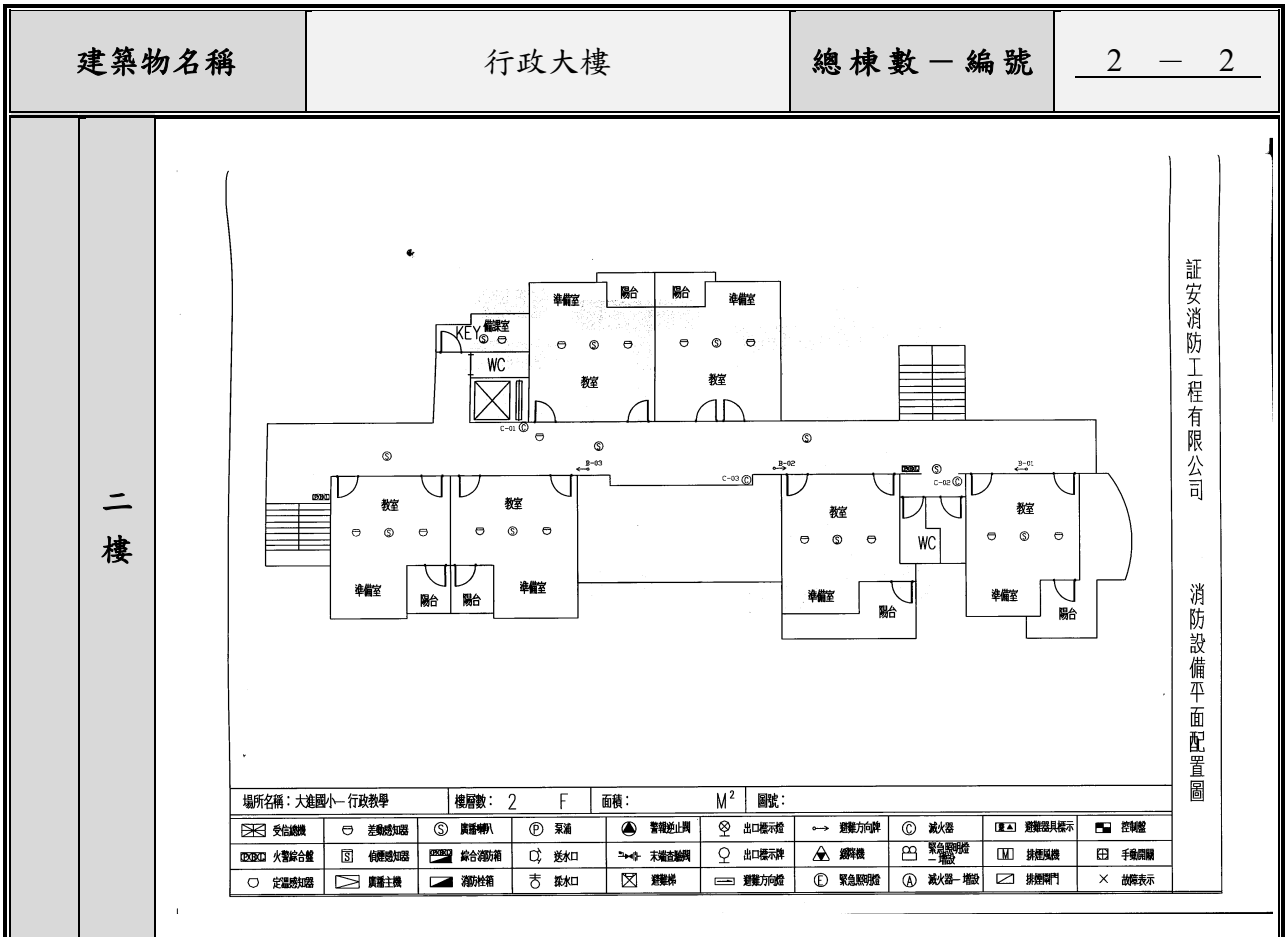 建築物名稱 行政大樓 總棟數－編號 2 － 2
二樓
証安消防工程有限公司
消防設備平面配置圖
準備室 陽台 陽台 準備室
KEY 備課室
Ⓢ
WC
Ⓢ Ⓢ
教室 教室
C-01 Ⓒ
Ⓢ Ⓢ
Ⓢ
B-03 B-02 Ⓢ B-01
C-03 Ⓒ C-02 Ⓒ
教室 教室 教室 教室
Ⓢ Ⓢ Ⓢ Ⓢ
WC
準備室 陽台 陽台 準備室 準備室 陽台 準備室 陽台
場所名稱：大進國小－行政教學 樓層數： 2 F 面積： M² 圖號：
受信總機 差動感知器 Ⓢ 廣播喇叭 Ⓟ 泵浦 警報逆止閥 出口標示燈 避難方向牌 Ⓒ 滅火器 避難器具標示 控制盤
火警綜合盤 S 偵煙感知器 綜合消防箱 送水口 末端查驗閥 出口標示牌 緩降機 緊急照明燈－增設 M 排煙風機 手動開關
定溫感知器 廣播主機 消防栓箱 採水口 避難梯 避難方向燈 Ⓔ 緊急照明燈 Ⓐ 滅火器－增設 排煙閘門 故障表示